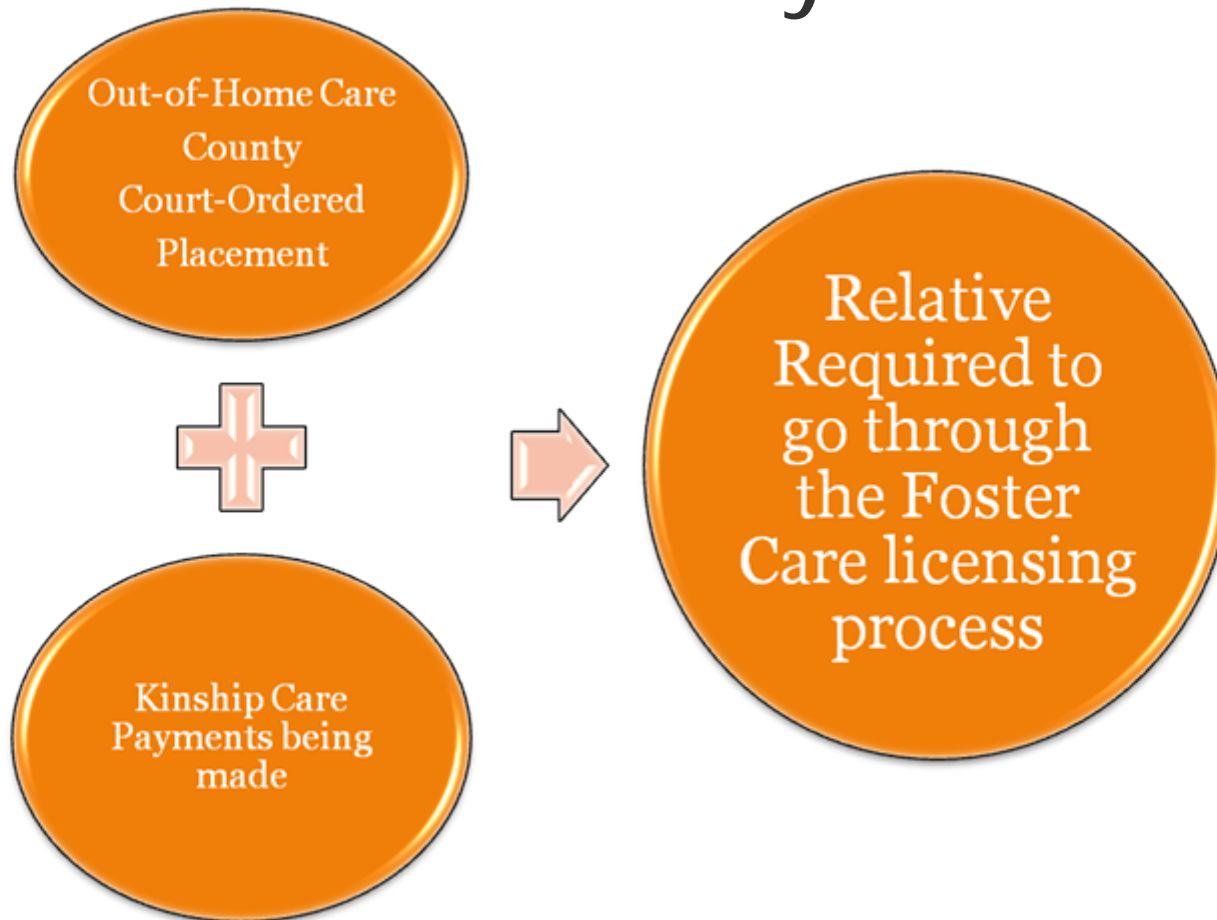 Out-of-Home Care
County
Court-Ordered
Placement
Kinship Care
Payments being
made
Relative
Required to
go through
the Foster
Care licensing
process